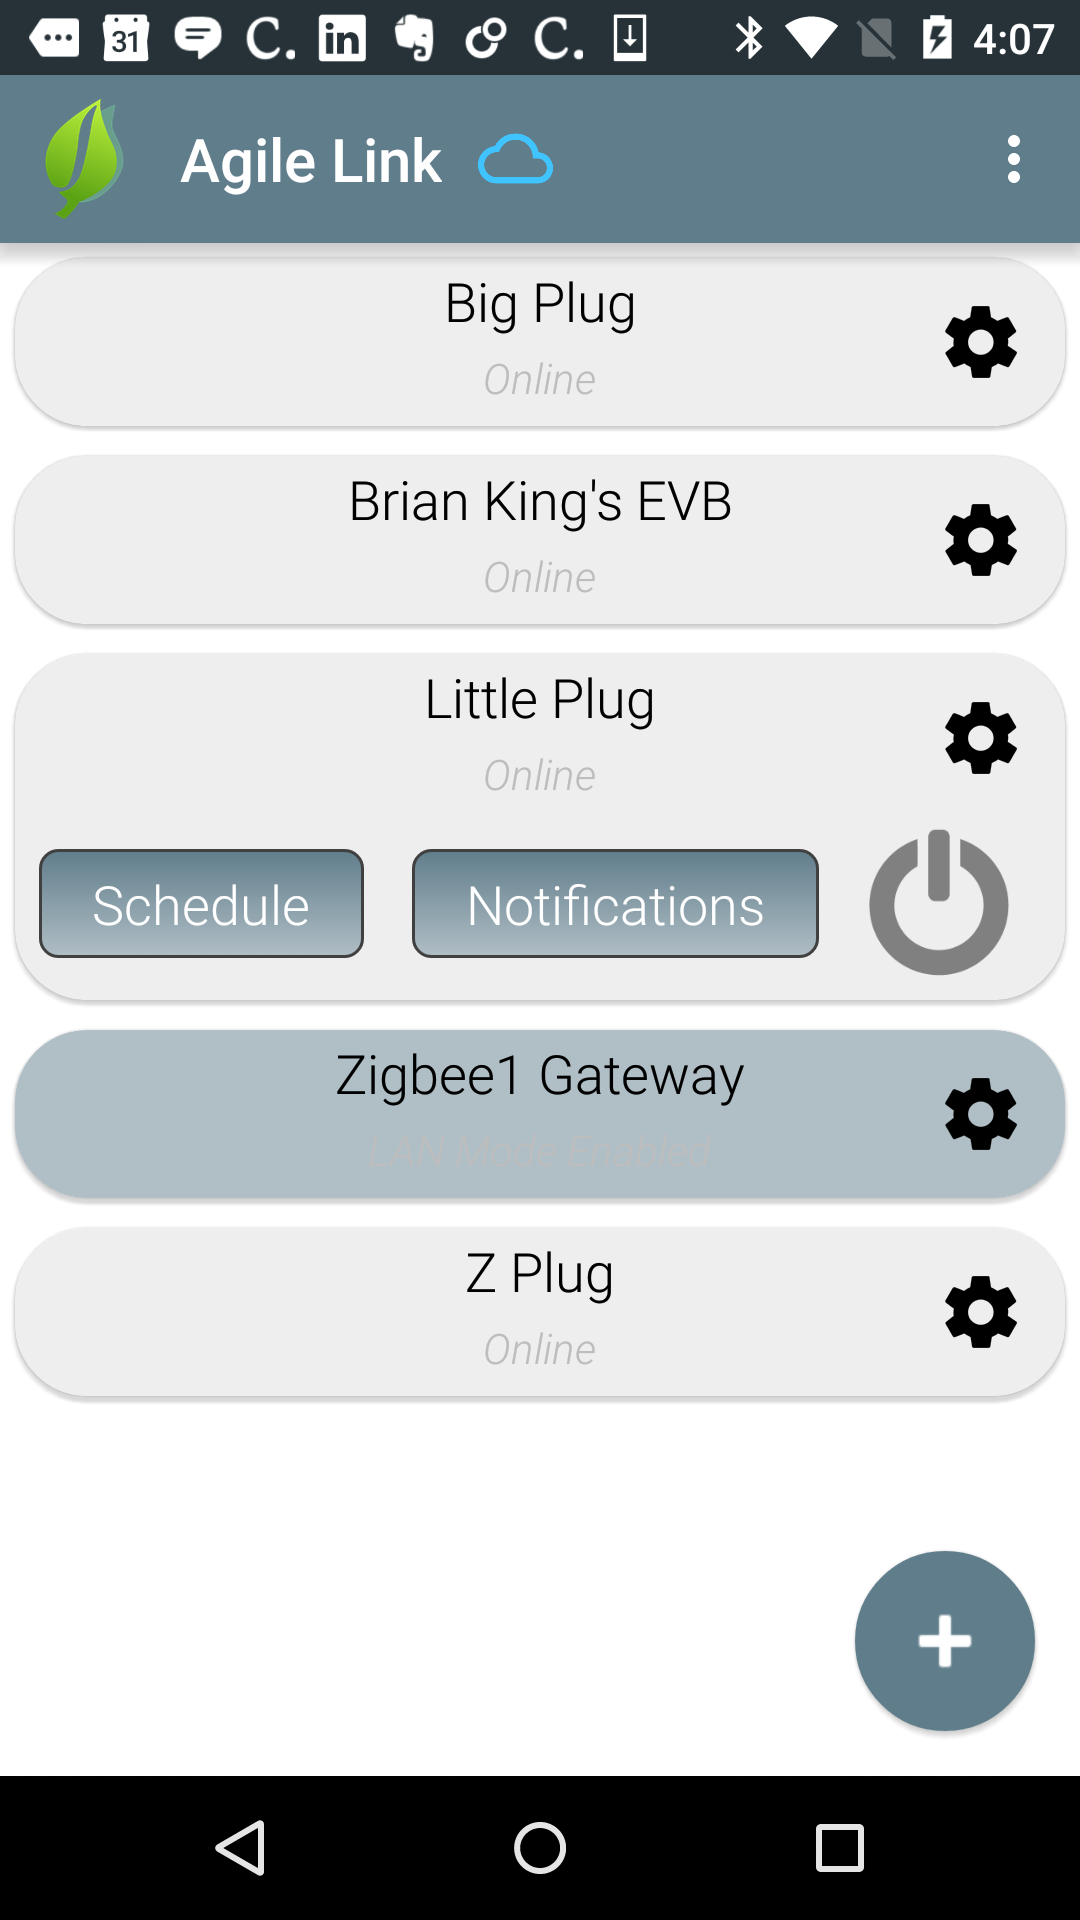 31 C. in C. 4:07
Agile Link
Big Plug
Online
Brian King's EVB
Online
Little Plug
Online
Schedule Notifications
Zigbee1 Gateway
LAN Mode Enabled
Z Plug
Online